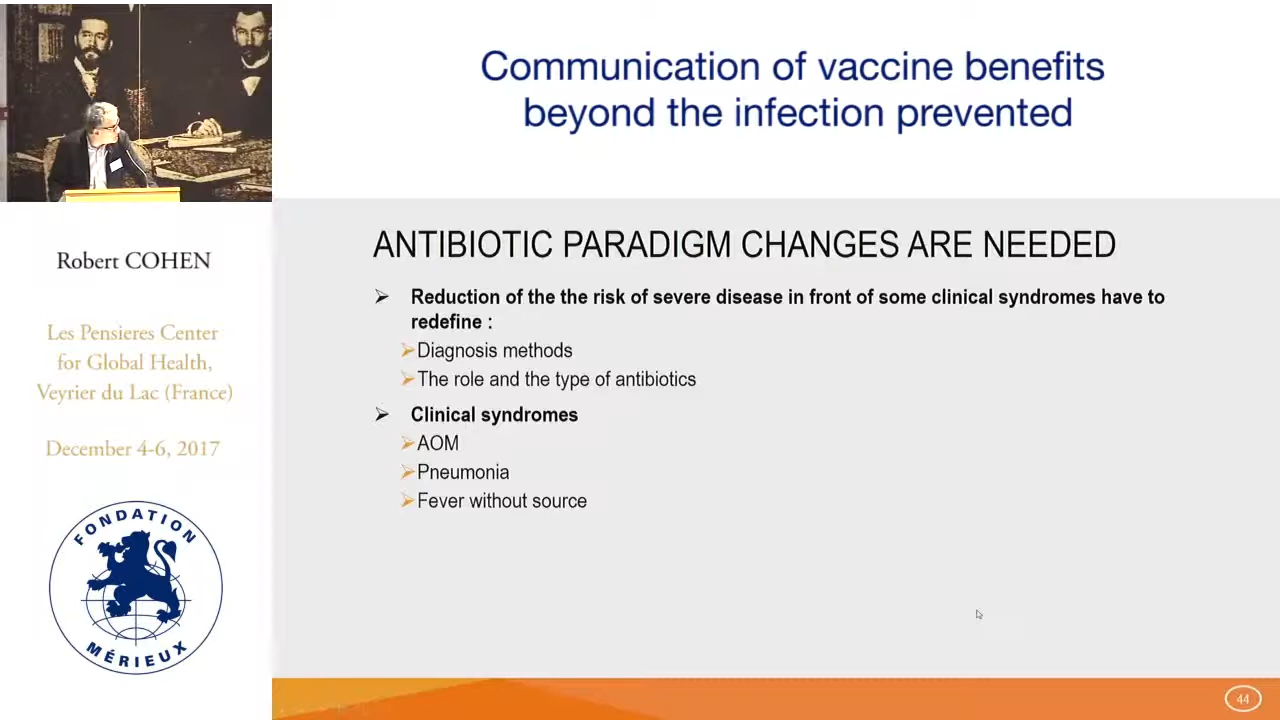 Communication of vaccine benefits
beyond the infection prevented
Robert COHEN
Les Pensieres Center
for Global Health,
Veyrier du Lac (France)
December 4-6, 2017
FONDATION
MÉRIEUX
ANTIBIOTIC PARADIGM CHANGES ARE NEEDED
Reduction of the the risk of severe disease in front of some clinical syndromes have to
redefine :
Diagnosis methods
The role and the type of antibiotics
Clinical syndromes
AOM
Pneumonia
Fever without source
44